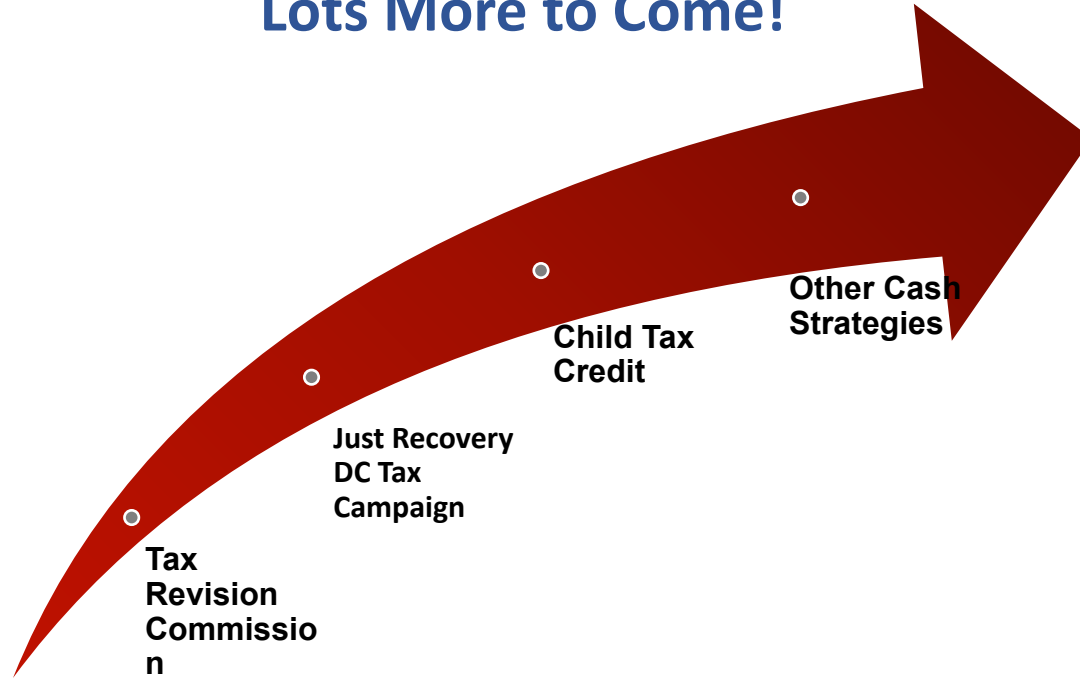 Lots More to Come!
Other Cash
Strategies
Child Tax
Credit
Just Recovery
DC Tax
Campaign
Tax
Revision
Commissio
n